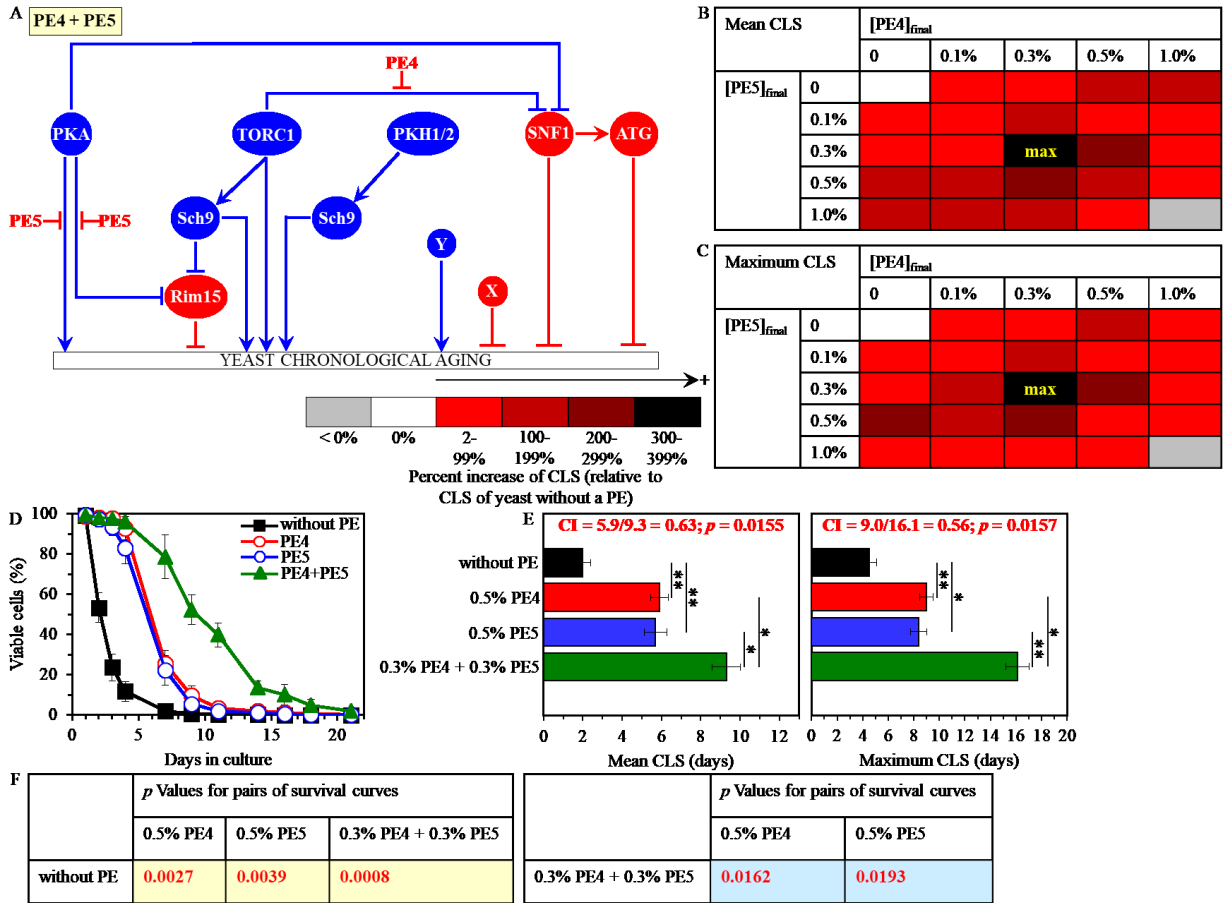 A
PE4 + PE5
PE4
PKA
TORC1
PKH1/2
SNF1
ATG
PE5
PE5
Sch9
Sch9
Y
Rim15
X
YEAST CHRONOLOGICAL AGING
+
< 0%
0%
2-99%
100-199%
200-299%
300-399%
Percent increase of CLS (relative to
CLS of yeast without a PE)
B
Mean CLS
[PE4]final
0 0.1% 0.3% 0.5% 1.0%
[PE5]final
0
0.1%
0.3% max
0.5%
1.0%
C
Maximum CLS
[PE4]final
0 0.1% 0.3% 0.5% 1.0%
[PE5]final
0
0.1%
0.3% max
0.5%
1.0%
D
Viable cells (%)
100
80
60
40
20
0
0 5 10 15 20
Days in culture
without PE
PE4
PE5
PE4+PE5
E
CI = 5.9/9.3 = 0.63; p = 0.0155
without PE
0.5% PE4
0.5% PE5
0.3% PE4 + 0.3% PE5
**
**
*
*
0 2 4 6 8 10 12 14
Mean CLS (days)
CI = 9.0/16.1 = 0.56; p = 0.0157
**
*
**
*
0 2 4 6 8 10 12 14 16 18 20
Maximum CLS (days)
F
p Values for pairs of survival curves
0.5% PE4 0.5% PE5 0.3% PE4 + 0.3% PE5
without PE 0.0027 0.0039 0.0008
p Values for pairs of survival curves
0.5% PE4 0.5% PE5
0.3% PE4 + 0.3% PE5 0.0162 0.0193